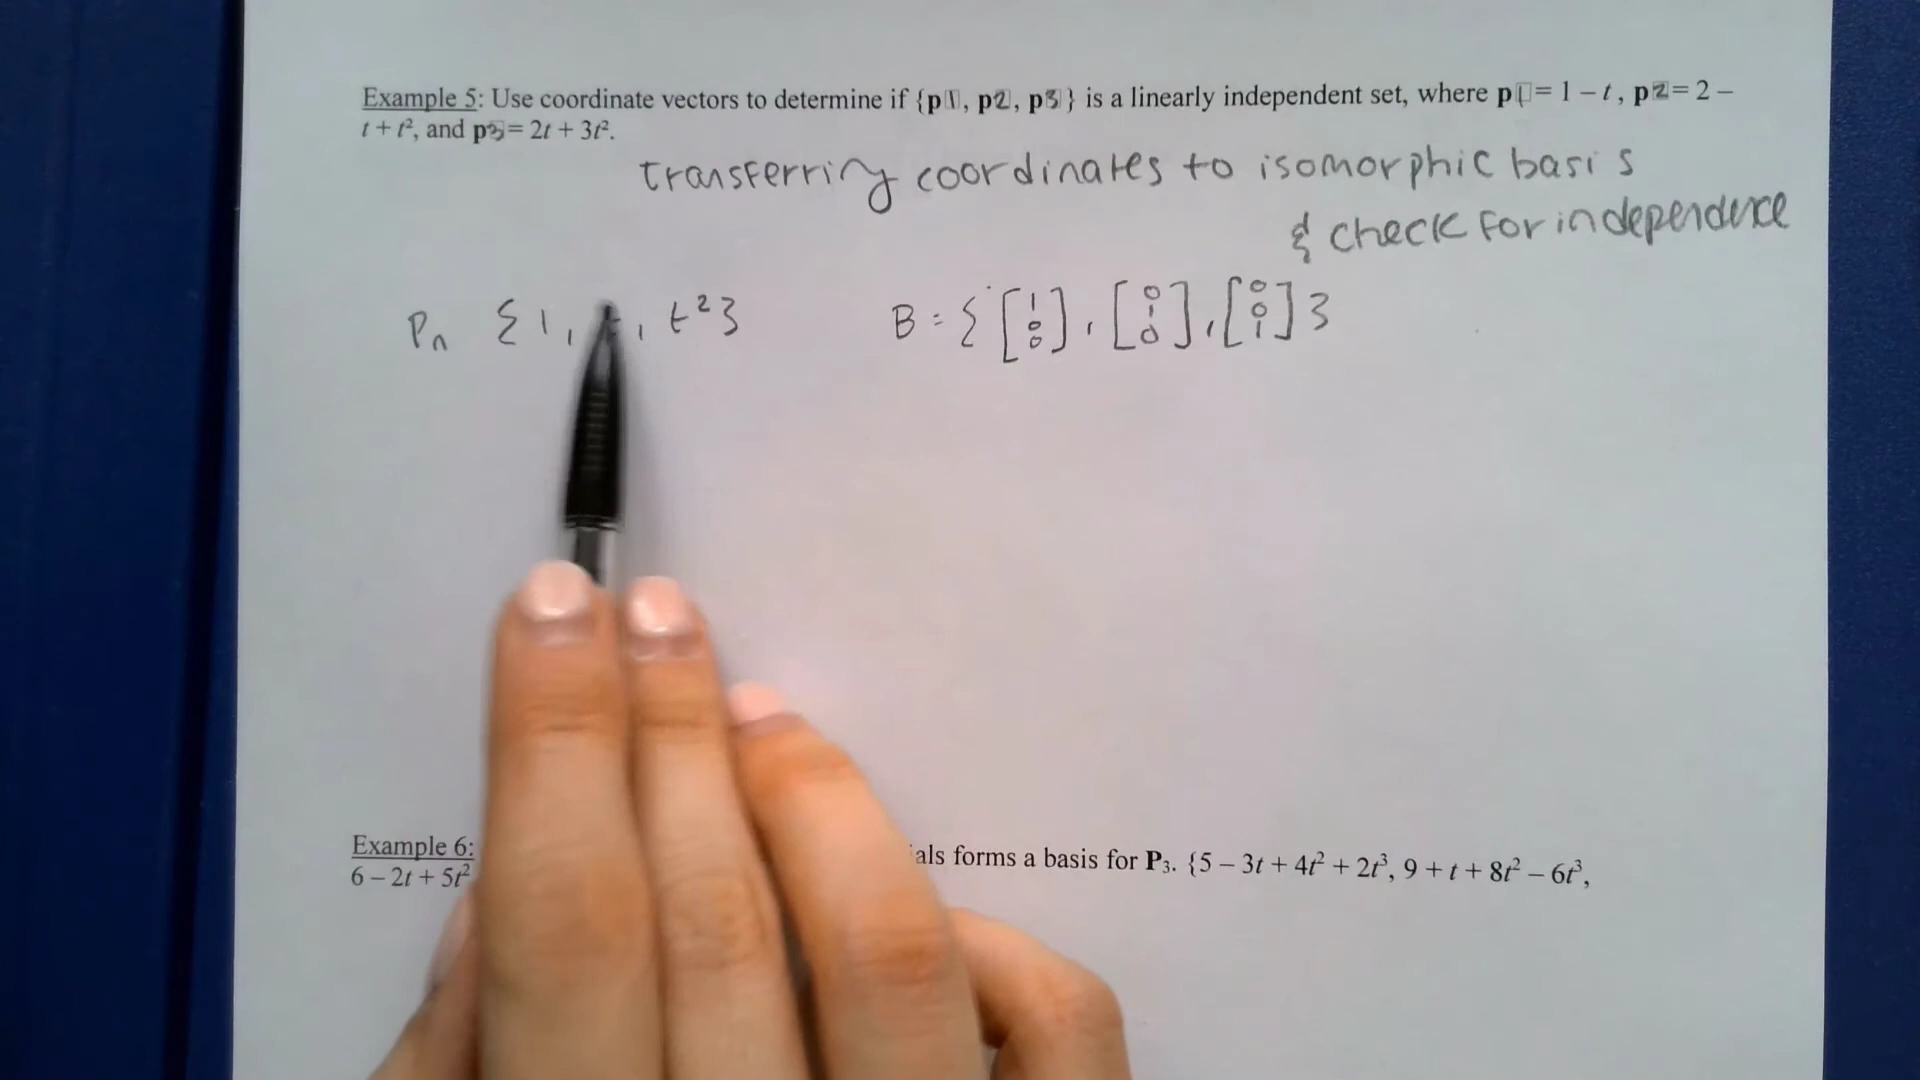 Example 5: Use coordinate vectors to determine if {p1, p2, p3} is a linearly independent set, where p1 = 1 – t , p2 = 2 –
t + t², and p3 = 2t + 3t².
transferring coordinates to isomorphic basis
& check for independence
Pn {1, t, t²} B = {[1 0 0], [0 1 0], [0 0 1]}
Example 6: als forms a basis for P₃. {5 – 3t + 4t² + 2t³, 9 + t + 8t² – 6t³,
6 – 2t + 5t²